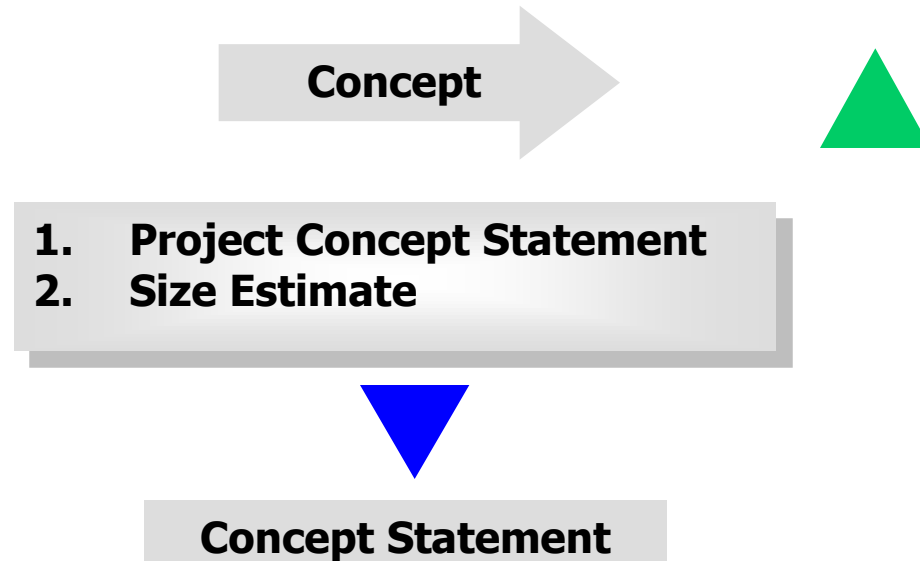 Concept
1. Project Concept Statement
2. Size Estimate
Concept Statement